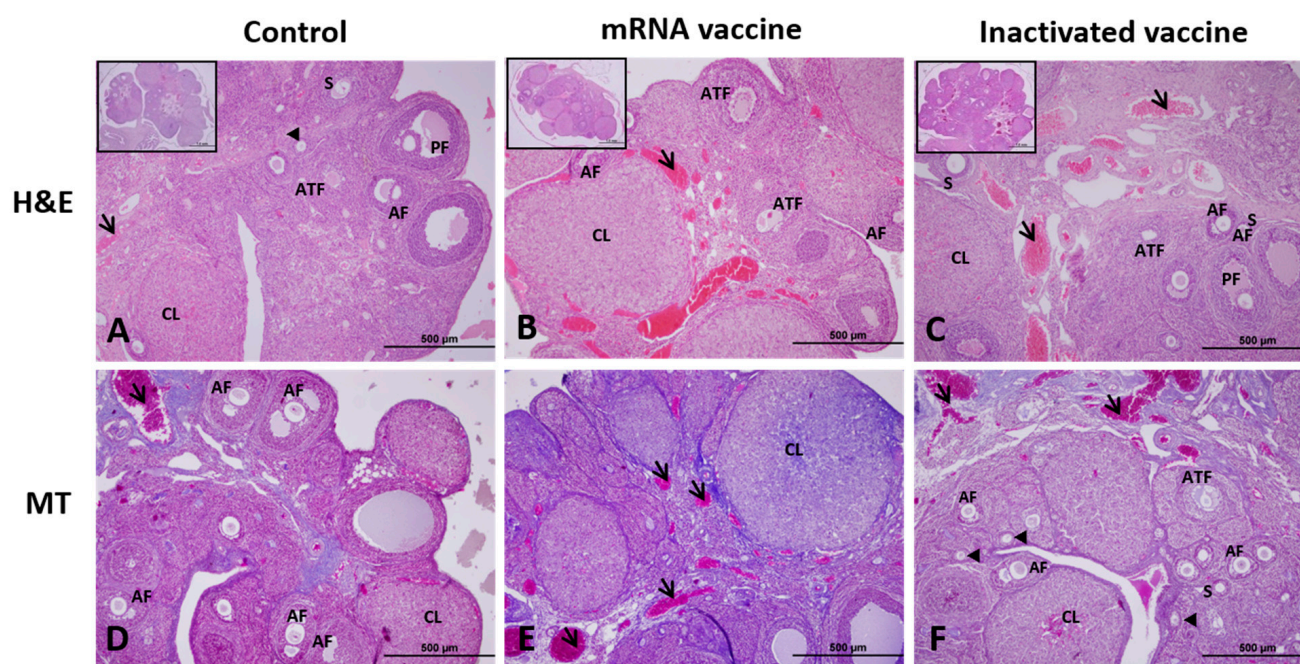 Control
mRNA vaccine
Inactivated vaccine
H&E
S
PF
ATF
AF
CL
A
500 µm
ATF
AF
ATF
CL
AF
B
500 µm
S
AF
S
AF
ATF
CL
PF
C
500 µm
MT
AF
AF
AF
AF
AF
CL
D
500 µm
CL
E
500 µm
ATF
AF
AF
AF
S
CL
F
500 µm